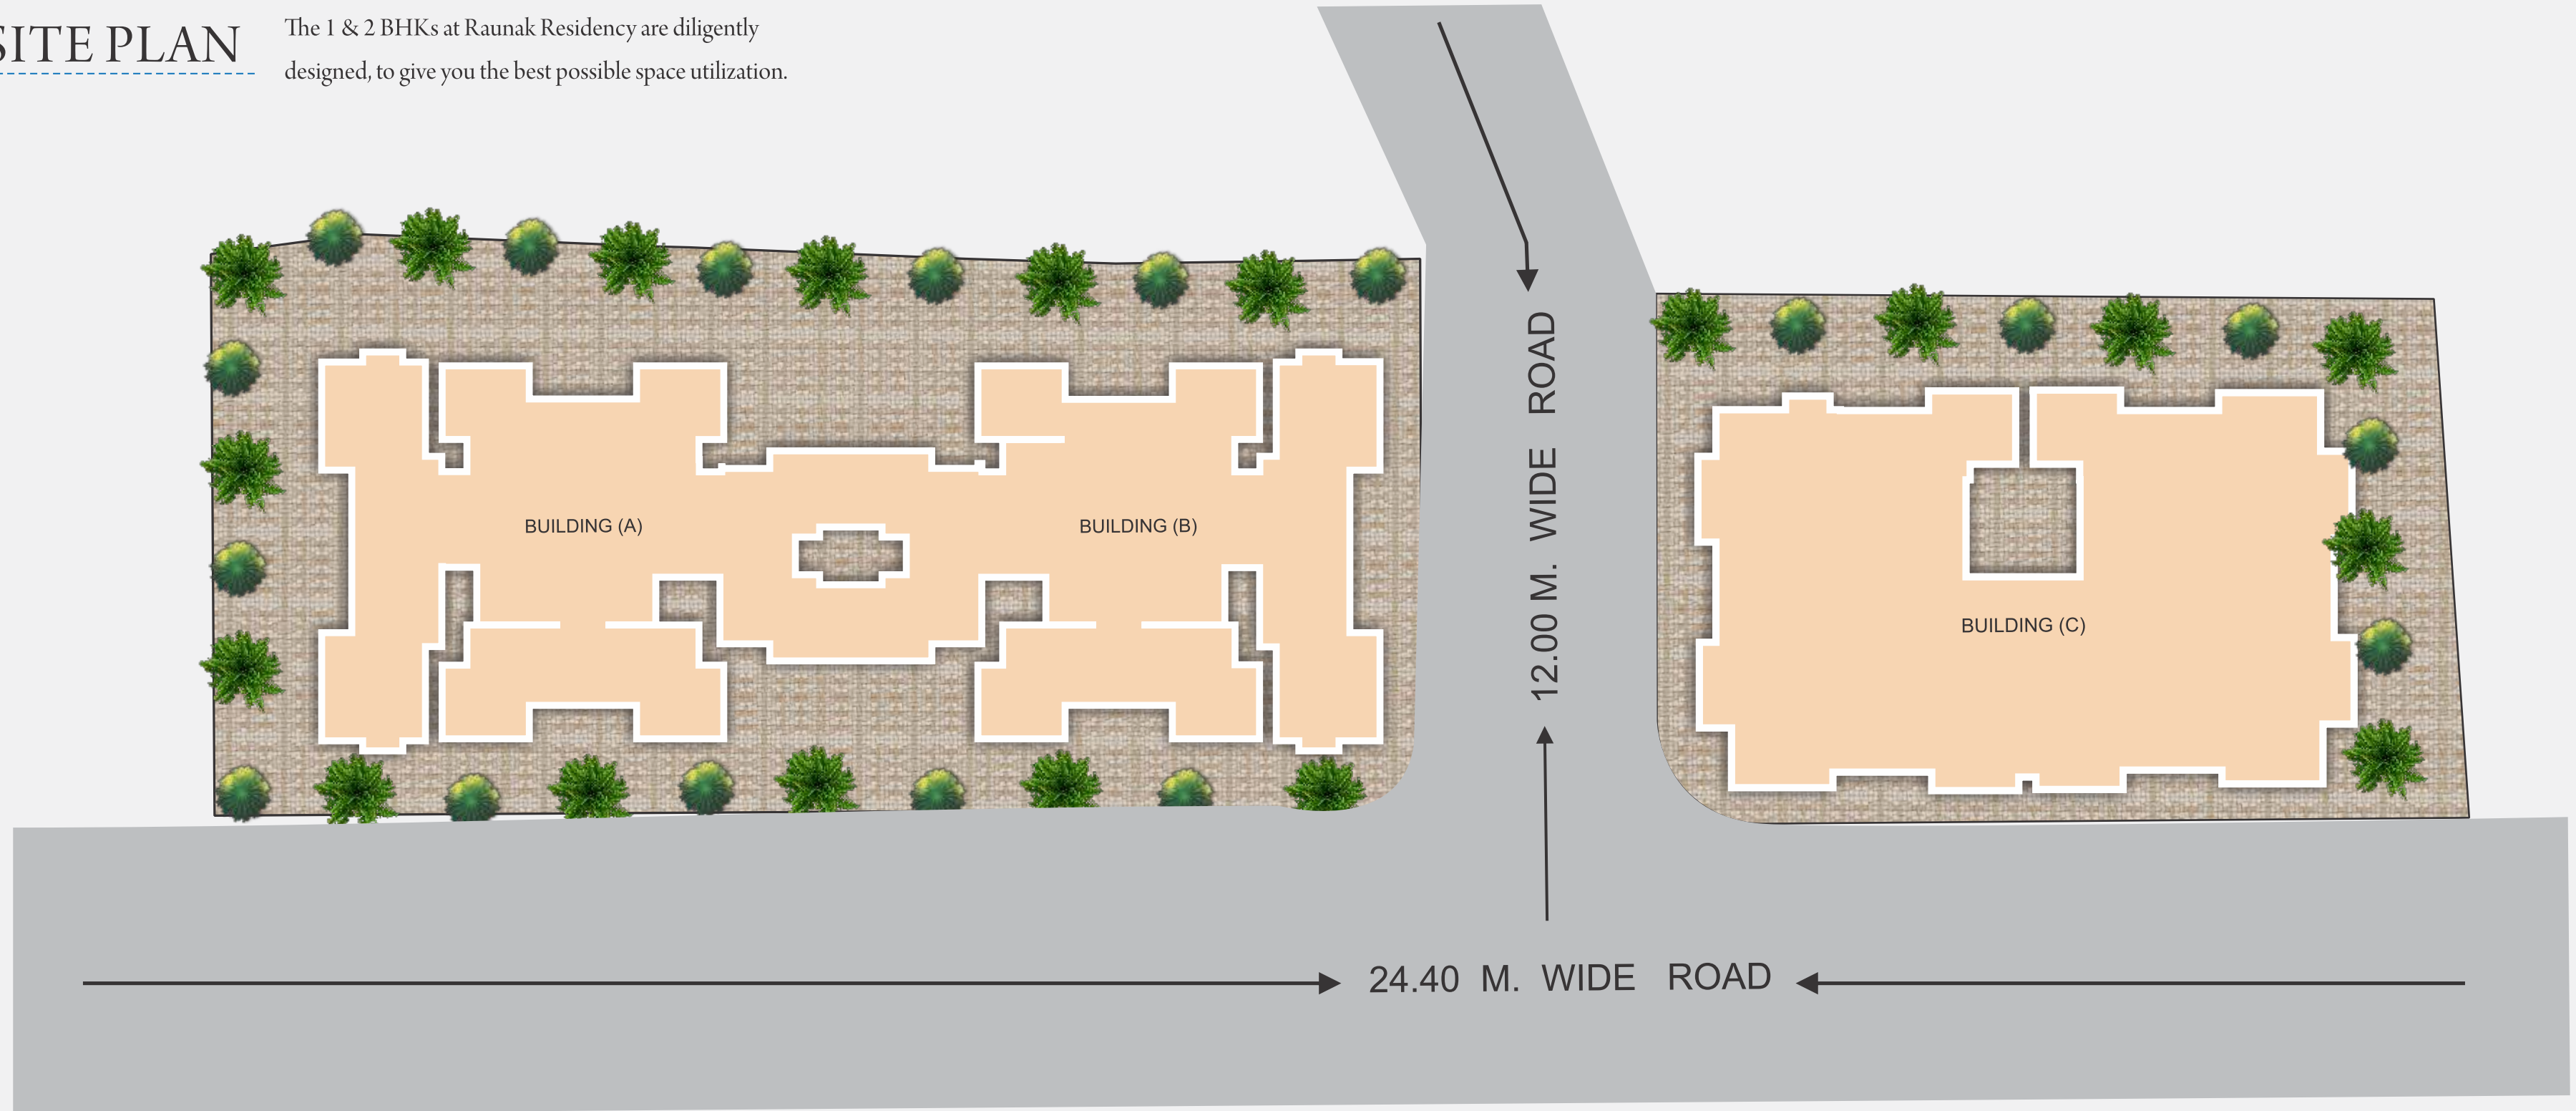 SITE PLAN
The 1 & 2 BHKs at Raunak Residency are diligently
designed, to give you the best possible space utilization.
12.00 M. WIDE ROAD
BUILDING (A)
BUILDING (B)
BUILDING (C)
24.40 M. WIDE ROAD